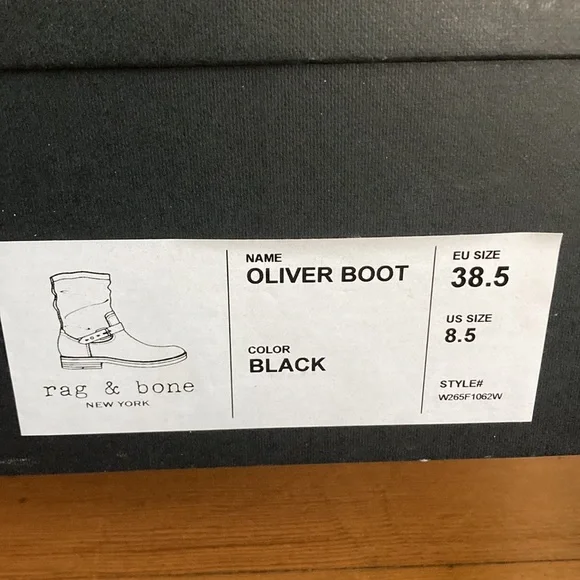 rag & bone
NEW YORK
NAME
OLIVER BOOT
COLOR
BLACK
EU SIZE
38.5
US SIZE
8.5
STYLE#
W265F1062W